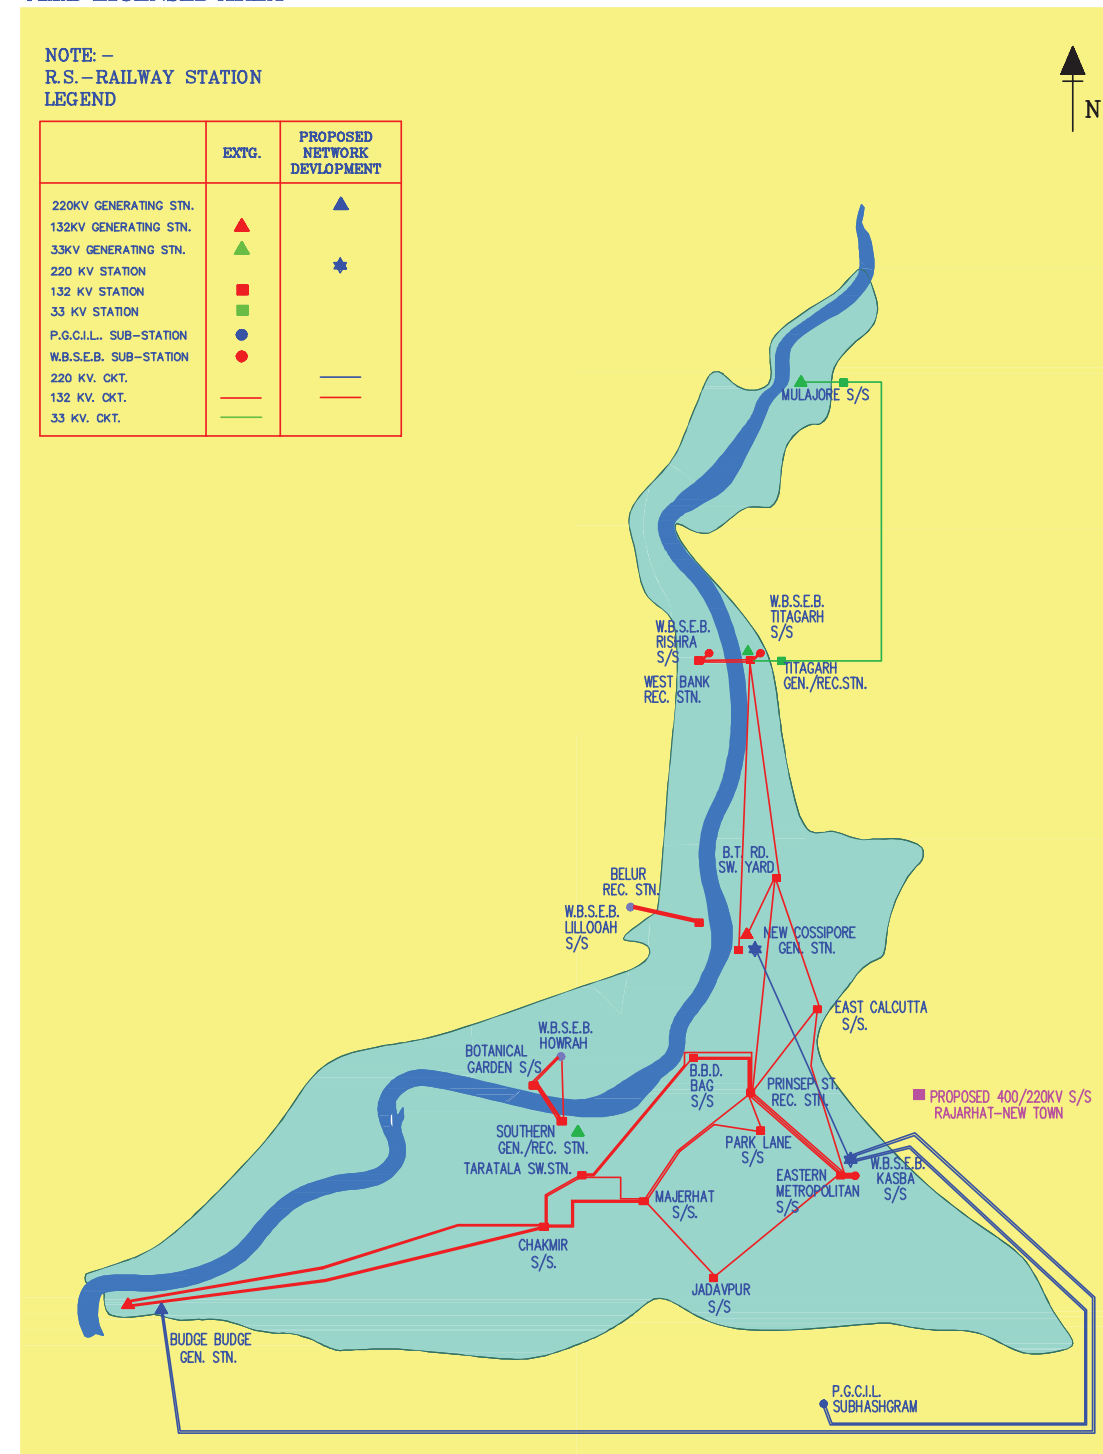 NOTE: -
R.S.-RAILWAY STATION
LEGEND
EXTG.
PROPOSED
NETWORK
DEVLOPMENT
220KV GENERATING STN.
132KV GENERATING STN.
33KV GENERATING STN.
220 KV STATION
132 KV STATION
33 KV STATION
P.G.C.I.L.. SUB-STATION
W.B.S.E.B. SUB-STATION
220 KV. CKT.
132 KV. CKT.
33 KV. CKT.
N
MULAJORE S/S
W.B.S.E.B.
TITAGARH
S/S
W.B.S.E.B.
RISHRA
S/S
TITAGARH
GEN./REC.STN.
WEST BANK
REC. STN.
B.T. RD.
SW. YARD
BELUR
REC. STN.
W.B.S.E.B.
LILLOOAH
S/S
NEW COSSIPORE
GEN. STN.
EAST CALCUTTA
S/S.
W.B.S.E.B.
HOWRAH
BOTANICAL
GARDEN S/S
B.B.D.
BAG
S/S
PRINSEP ST.
REC. STN.
PROPOSED 400/220KV S/S
RAJARHAT-NEW TOWN
SOUTHERN
GEN./REC. STN.
PARK LANE
S/S
TARATALA SW.STN.
EASTERN
METROPOLITAN
S/S
W.B.S.E.B.
KASBA
S/S
MAJERHAT
S/S.
CHAKMIR
S/S.
JADAVPUR
S/S
BUDGE BUDGE
GEN. STN.
P.G.C.I.L.
SUBHASHGRAM